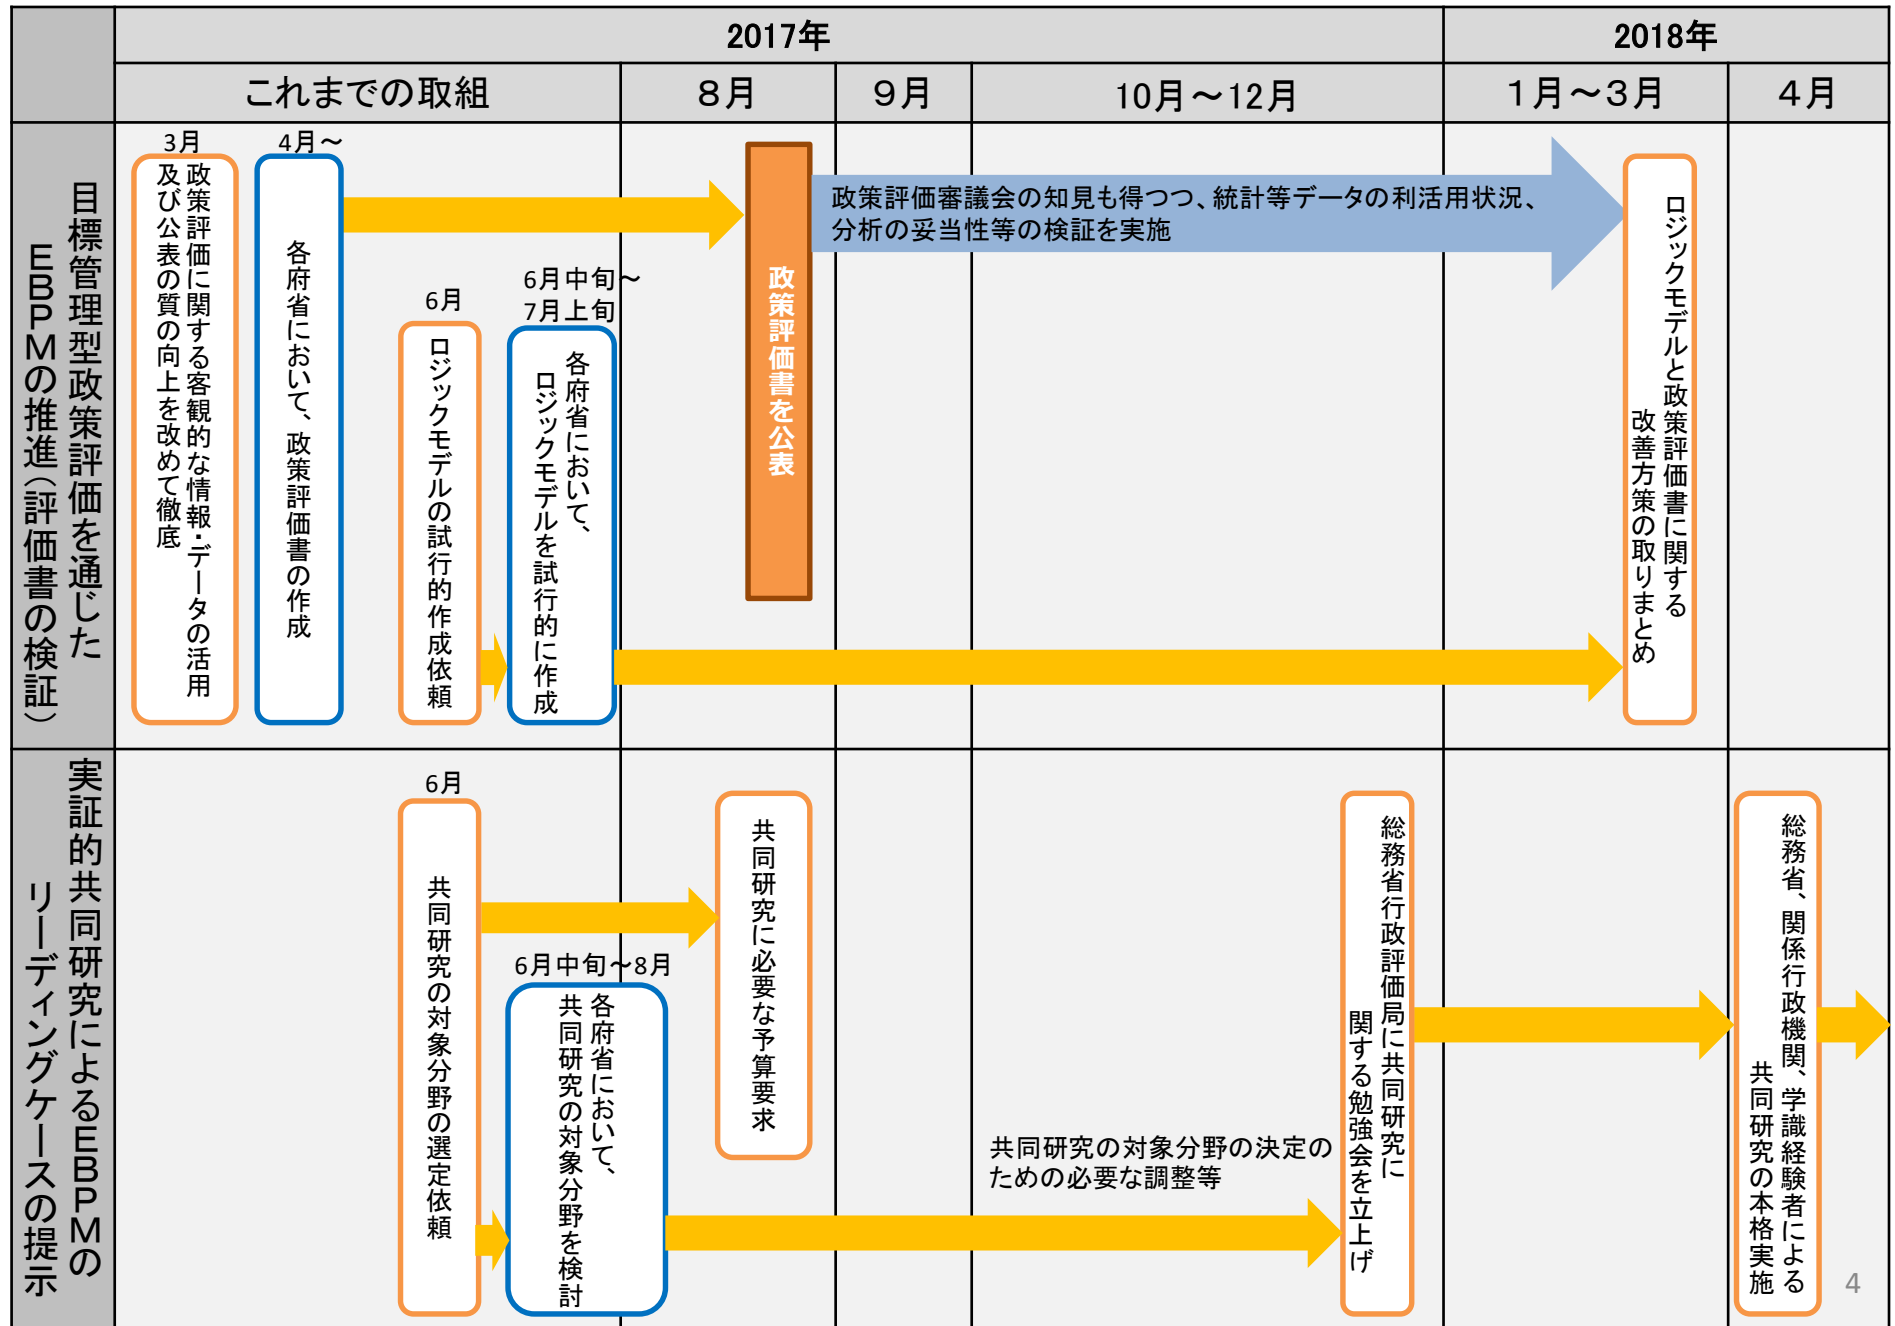 2017年
2018年
これまでの取組
８月
９月
10月～12月
１月～３月
４月
目標管理型政策評価を通じた
ＥＢＰＭの推進（評価書の検証）
3月
政策評価に関する客観的な情報・データの活用
及び公表の質の向上を改めて徹底
4月～
各府省において、政策評価書の作成
6月
ロジックモデルの試行的作成依頼
6月中旬～
7月上旬
各府省において、
ロジックモデルを試行的に作成
政策評価書を公表
政策評価審議会の知見も得つつ、統計等データの利活用状況、
分析の妥当性等の検証を実施
ロジックモデルと政策評価書に関する
改善方策の取りまとめ
実証的共同研究によるＥＢＰＭの
リーディングケースの提示
6月
共同研究の対象分野の選定依頼
6月中旬～8月
各府省において、
共同研究の対象分野を検討
共同研究に必要な予算要求
共同研究の対象分野の決定の
ための必要な調整等
総務省行政評価局に共同研究に
関する勉強会を立上げ
総務省、関係行政機関、学識経験者による
共同研究の本格実施
4